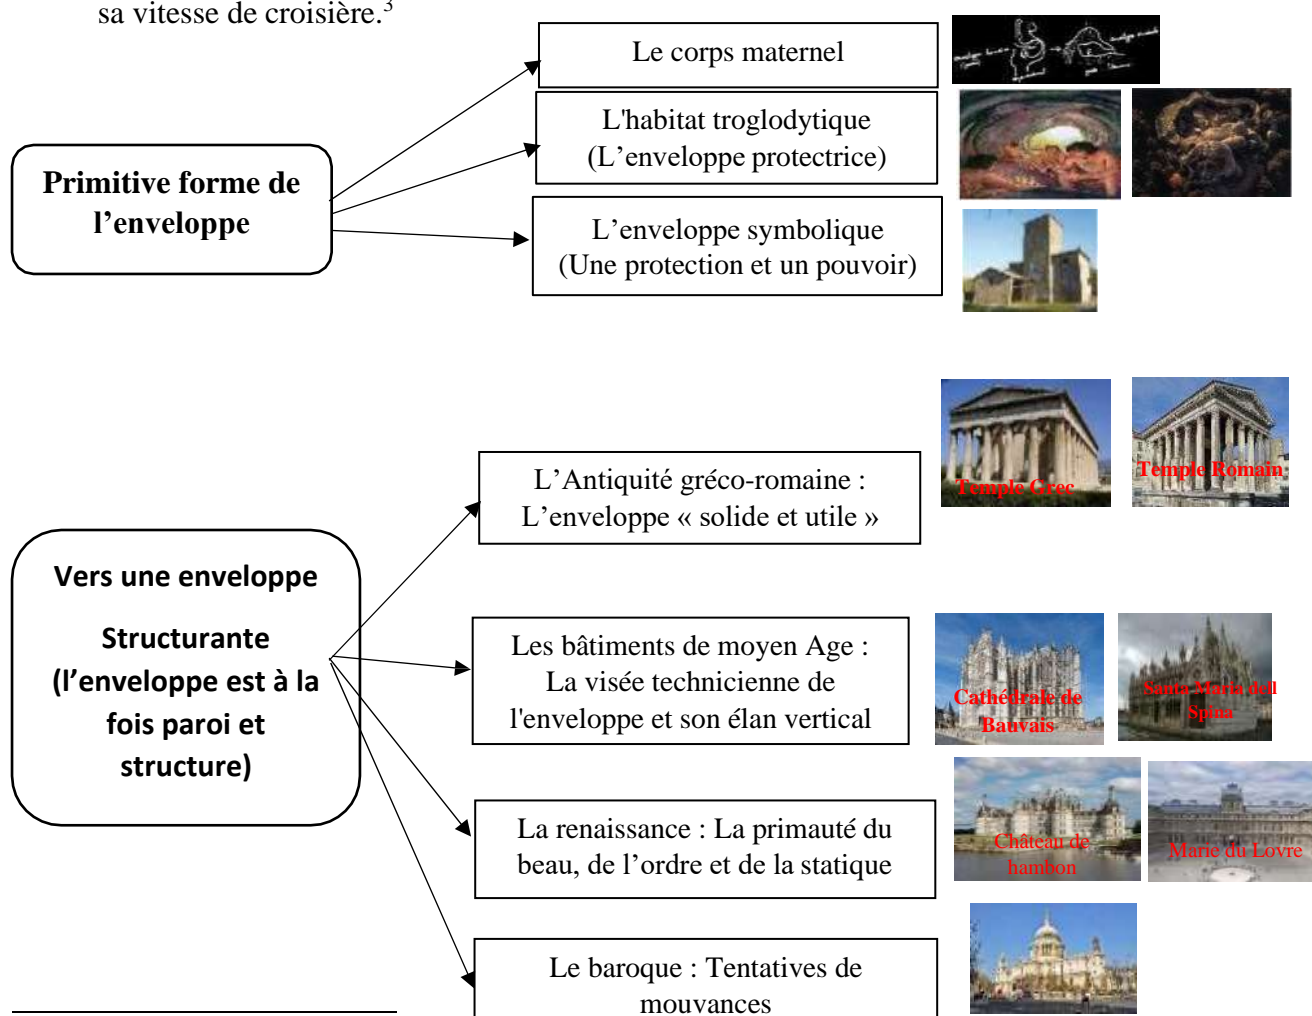 sa vitesse de croisière.3
Le corps maternel
L'habitat troglodytique
(L’enveloppe protectrice)
Primitive forme de
l’enveloppe
L’enveloppe symbolique
(Une protection et un pouvoir)
Temple Grec
Temple Romain
L’Antiquité gréco-romaine :
L’enveloppe « solide et utile »
Vers une enveloppe
Structurante
(l’enveloppe est à la
fois paroi et
structure)
Les bâtiments de moyen Age :
La visée technicienne de
l'enveloppe et son élan vertical
Cathédrale de
Bauvais
Santa Maria dell
Spina
La renaissance : La primauté du
beau, de l’ordre et de la statique
Château de
hambon
Marie du Lovre
Le baroque : Tentatives de
mouvances